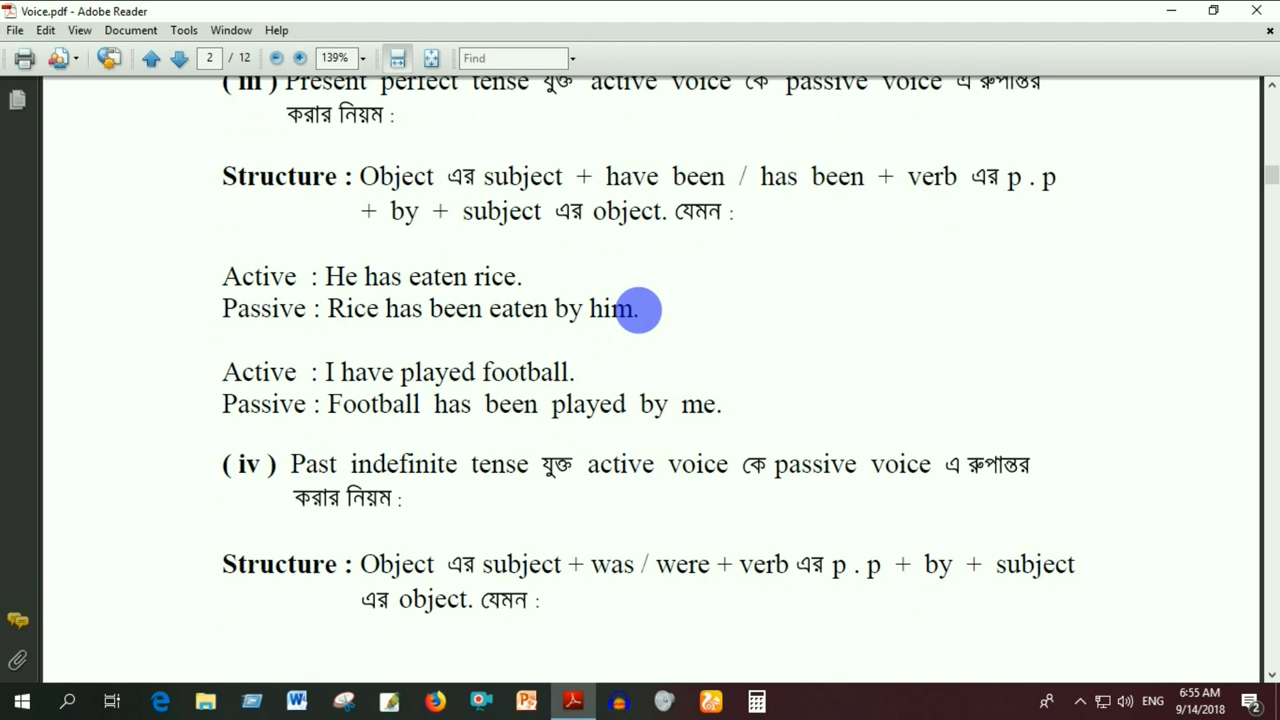 Voice.pdf - Adobe Reader
File Edit View Document Tools Window Help
2 / 12 139% Find
( iii ) Present perfect tense যুক্ত active voice কে passive voice এ রুপান্তর
করার নিয়ম :
Structure : Object এর subject + have been / has been + verb এর p . p
+ by + subject এর object. যেমন :
Active : He has eaten rice.
Passive : Rice has been eaten by him.
Active : I have played football.
Passive : Football has been played by me.
( iv ) Past indefinite tense যুক্ত active voice কে passive voice এ রুপান্তর
করার নিয়ম :
Structure : Object এর subject + was / were + verb এর p . p + by + subject
এর object. যেমন :
ENG
6:55 AM
9/14/2018
2